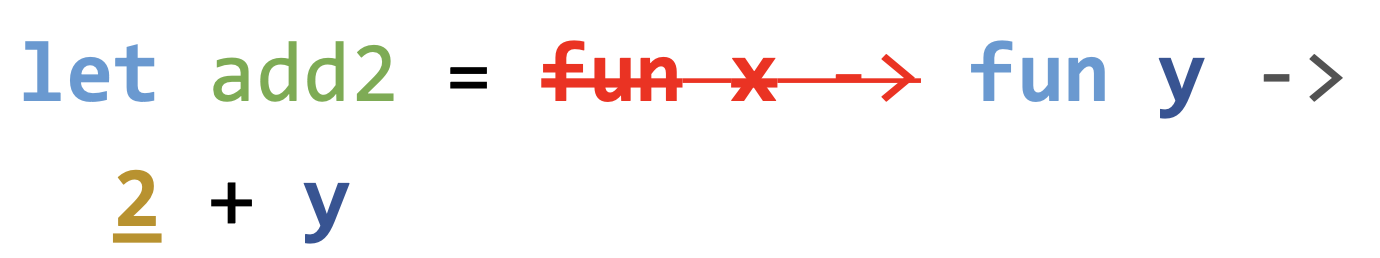 let add2 = fun x -> fun y ->
2 + y